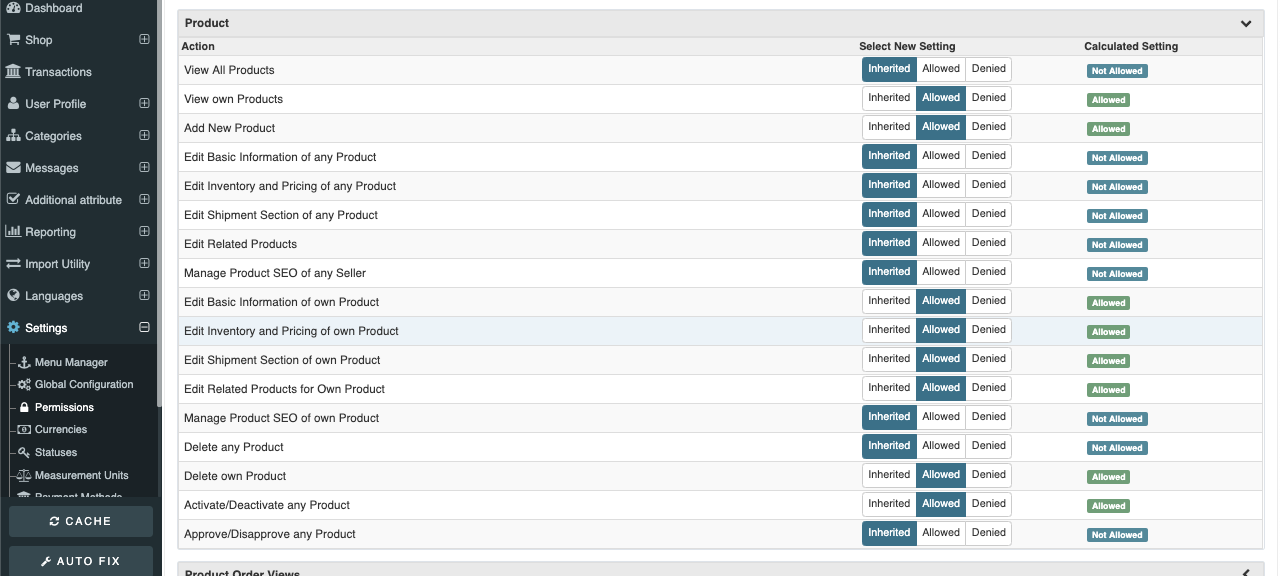 Dashboard
Shop
Transactions
User Profile
Categories
Messages
Additional attribute
Reporting
Import Utility
Languages
Settings
Menu Manager
Global Configuration
Permissions
Currencies
Statuses
Measurement Units
Payment Methods
CACHE
AUTO FIX
Product
Action Select New Setting Calculated Setting
View All Products Inherited Allowed Denied Not Allowed
View own Products Inherited Allowed Denied Allowed
Add New Product Inherited Allowed Denied Allowed
Edit Basic Information of any Product Inherited Allowed Denied Not Allowed
Edit Inventory and Pricing of any Product Inherited Allowed Denied Not Allowed
Edit Shipment Section of any Product Inherited Allowed Denied Not Allowed
Edit Related Products Inherited Allowed Denied Not Allowed
Manage Product SEO of any Seller Inherited Allowed Denied Not Allowed
Edit Basic Information of own Product Inherited Allowed Denied Allowed
Edit Inventory and Pricing of own Product Inherited Allowed Denied Allowed
Edit Shipment Section of own Product Inherited Allowed Denied Allowed
Edit Related Products for Own Product Inherited Allowed Denied Allowed
Manage Product SEO of own Product Inherited Allowed Denied Not Allowed
Delete any Product Inherited Allowed Denied Not Allowed
Delete own Product Inherited Allowed Denied Allowed
Activate/Deactivate any Product Inherited Allowed Denied Allowed
Approve/Disapprove any Product Inherited Allowed Denied Not Allowed
Product Order Views